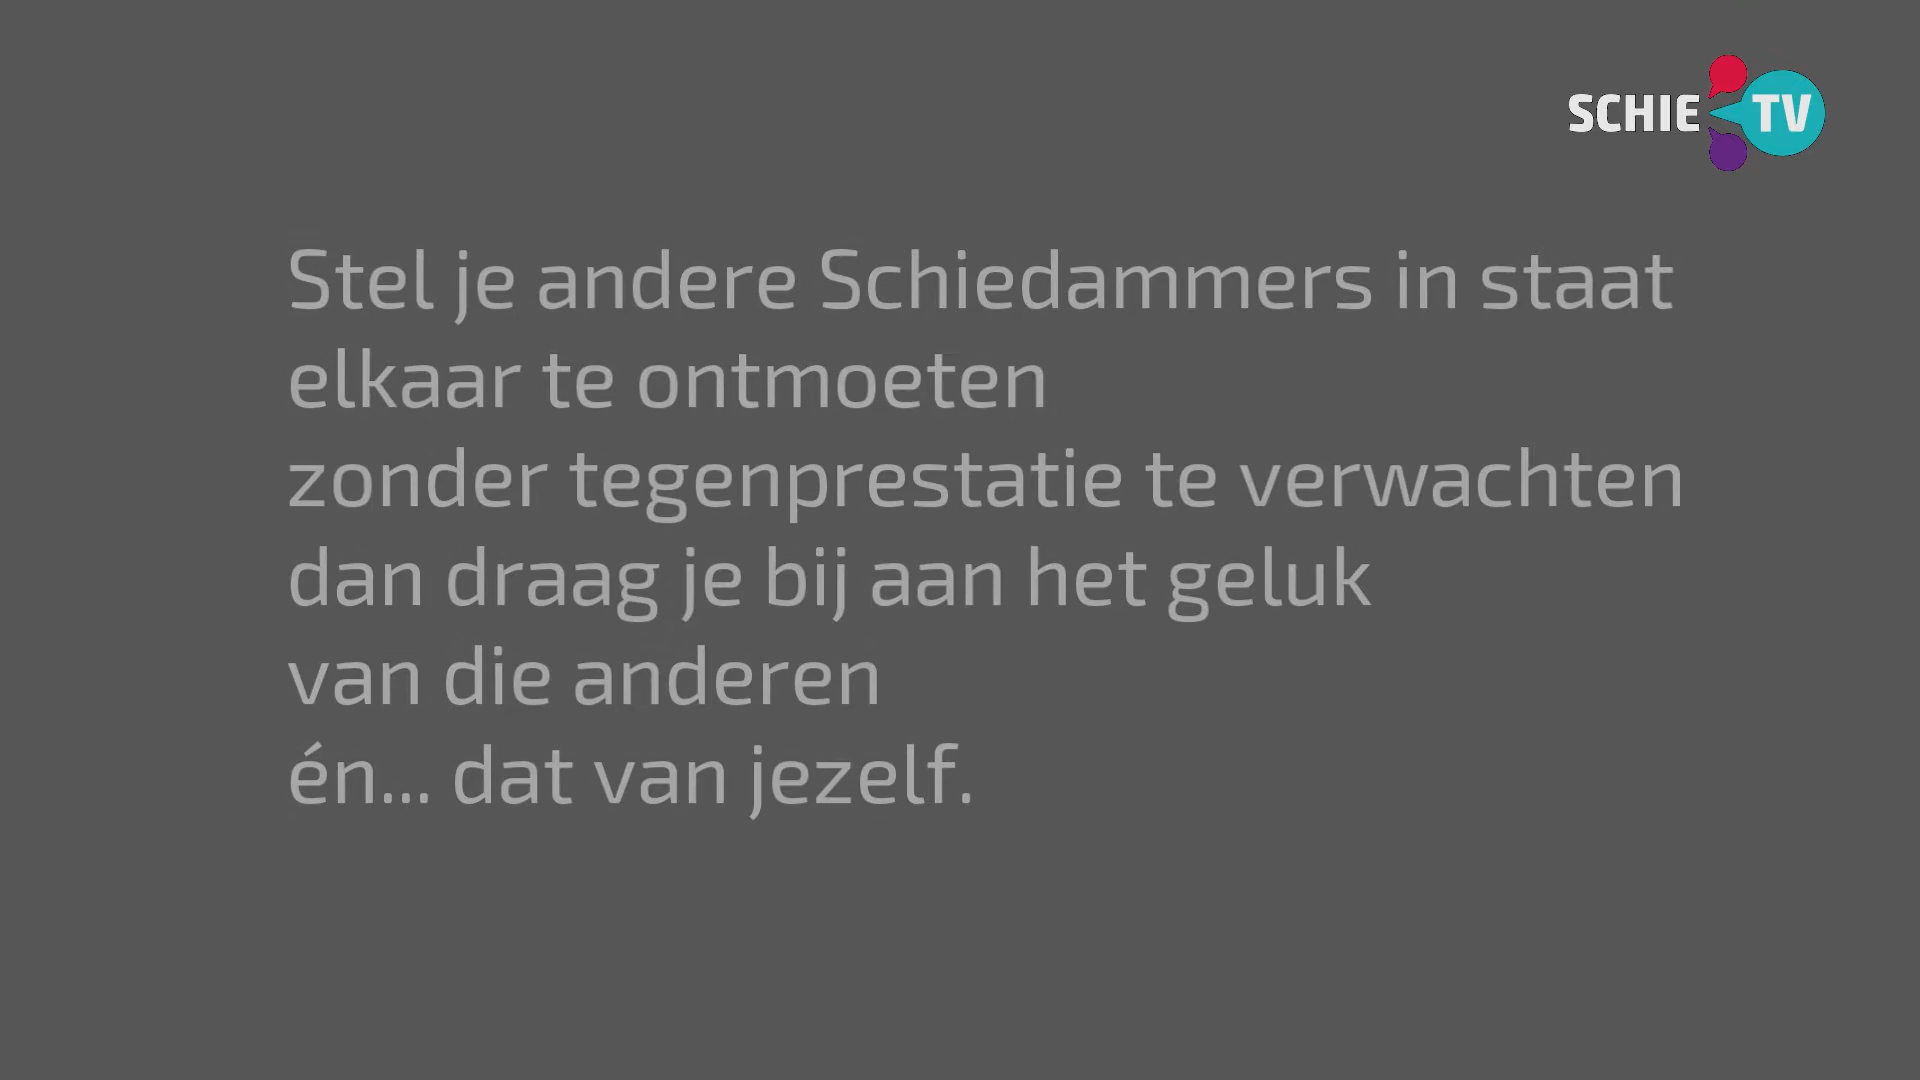 SCHIE TV
Stel je andere Schiedammers in staat
elkaar te ontmoeten
zonder tegenprestatie te verwachten
dan draag je bij aan het geluk
van die anderen
én... dat van jezelf.